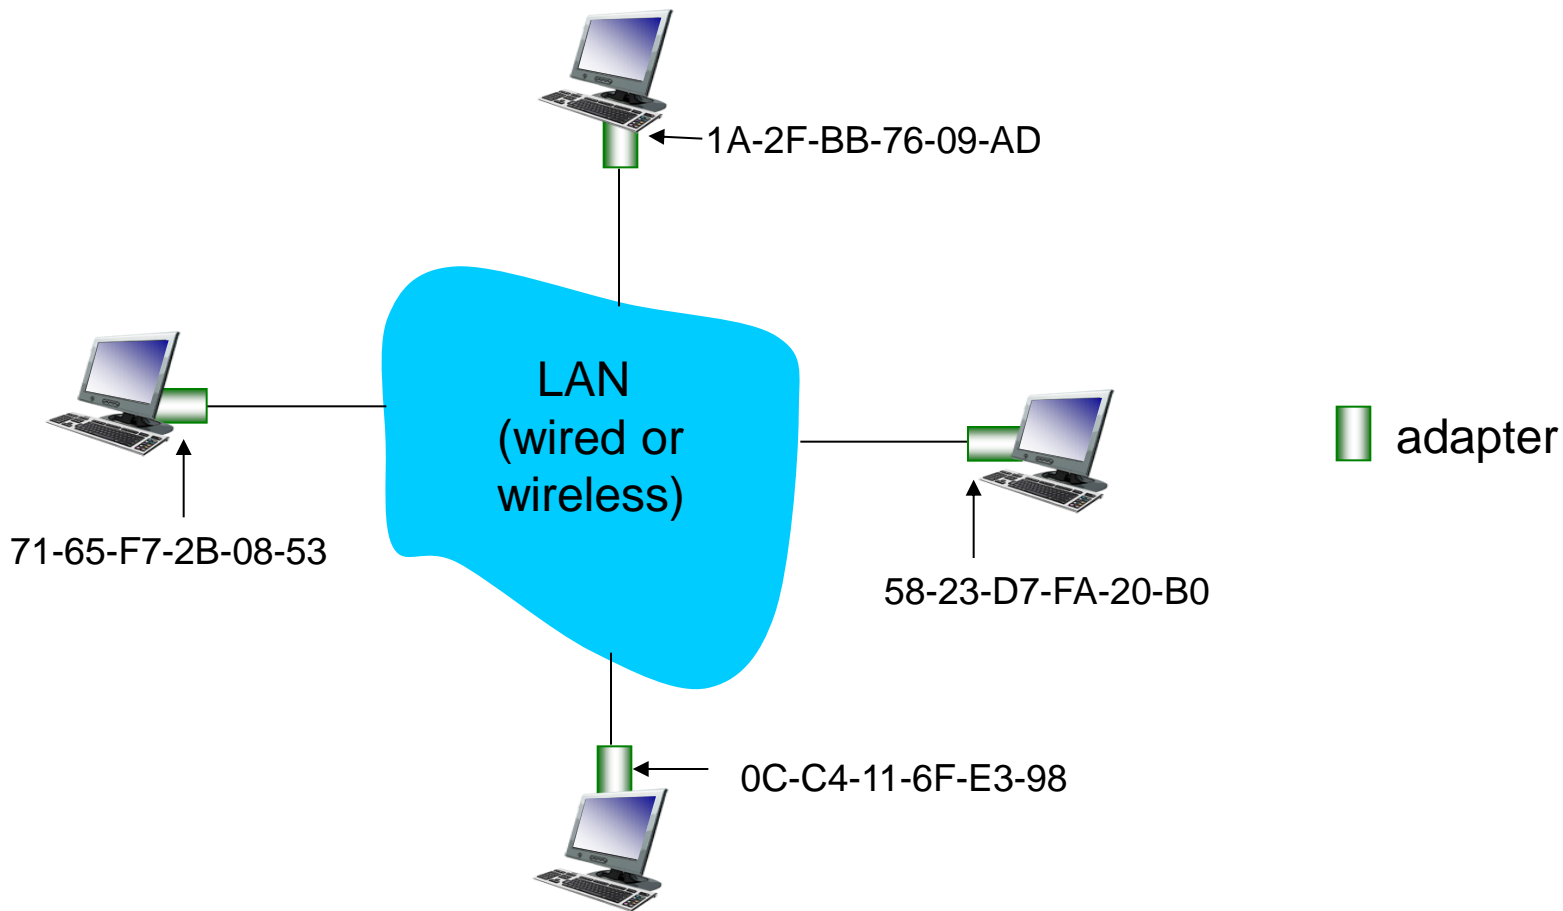 1A-2F-BB-76-09-AD
LAN
(wired or
wireless)
adapter
71-65-F7-2B-08-53
58-23-D7-FA-20-B0
0C-C4-11-6F-E3-98